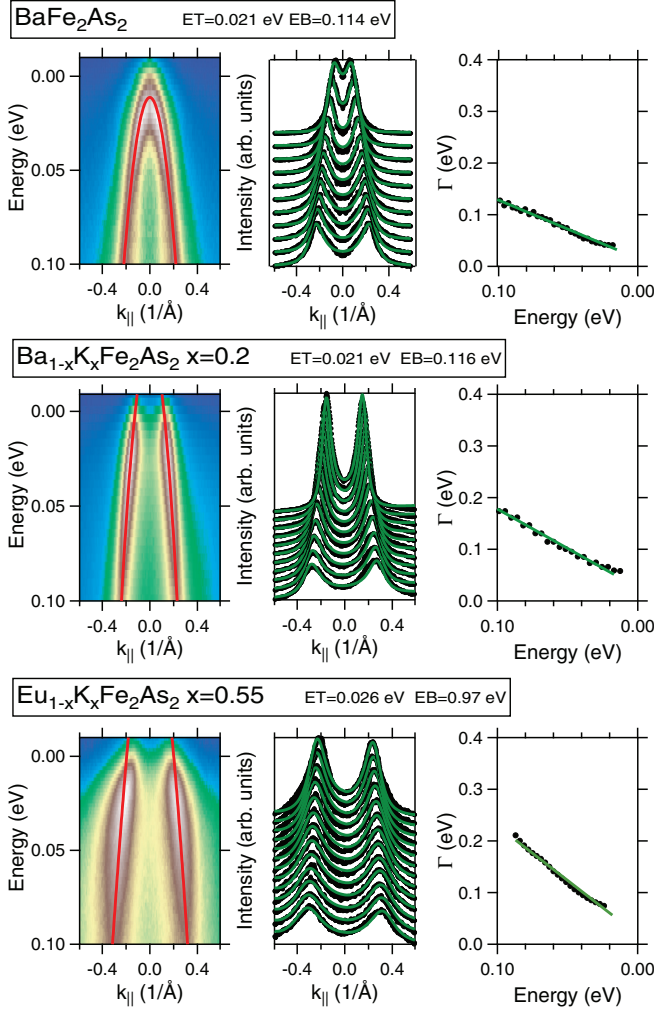 BaFe2As2 ET=0.021 eV EB=0.114 eV
Energy (eV)
0.00
0.05
0.10
-0.4 0.0 0.4
k|| (1/Å)
Intensity (arb. units)
-0.4 0.0 0.4
k|| (1/Å)
Γ (eV)
0.4
0.3
0.2
0.1
0.0
0.10 0.00
Energy (eV)
Ba1-xKxFe2As2 x=0.2 ET=0.021 eV EB=0.116 eV
Energy (eV)
0.00
0.05
0.10
-0.4 0.0 0.4
k|| (1/Å)
Intensity (arb. units)
-0.4 0.0 0.4
k|| (1/Å)
Γ (eV)
0.4
0.3
0.2
0.1
0.0
0.10 0.00
Energy (eV)
Eu1-xKxFe2As2 x=0.55 ET=0.026 eV EB=0.97 eV
Energy (eV)
0.00
0.05
0.10
-0.4 0.0 0.4
k|| (1/Å)
Intensity (arb. units)
-0.4 0.0 0.4
k|| (1/Å)
Γ (eV)
0.4
0.3
0.2
0.1
0.0
0.10 0.00
Energy (eV)